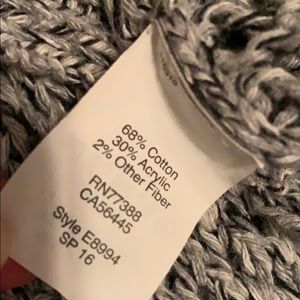 68% Cotton
30% Acrylic
2% Other Fiber
RN77388
CA56445
Style E8994
SP 16